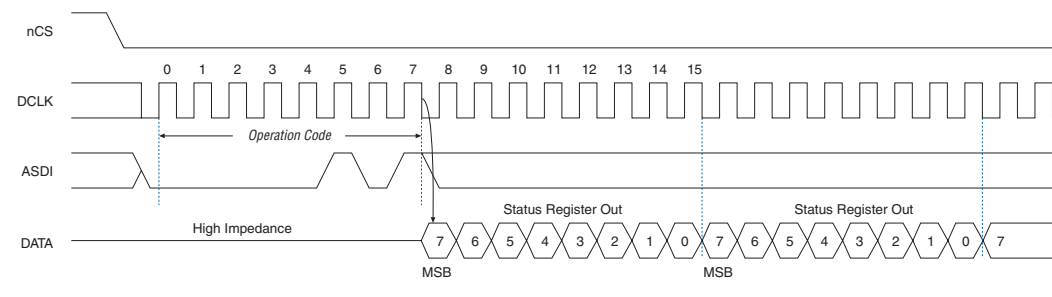 nCS
0 1 2 3 4 5 6 7 8 9 10 11 12 13 14 15
DCLK
Operation Code
ASDI
Status Register Out Status Register Out
High Impedance
DATA 7 6 5 4 3 2 1 0 7 6 5 4 3 2 1 0 7
MSB MSB